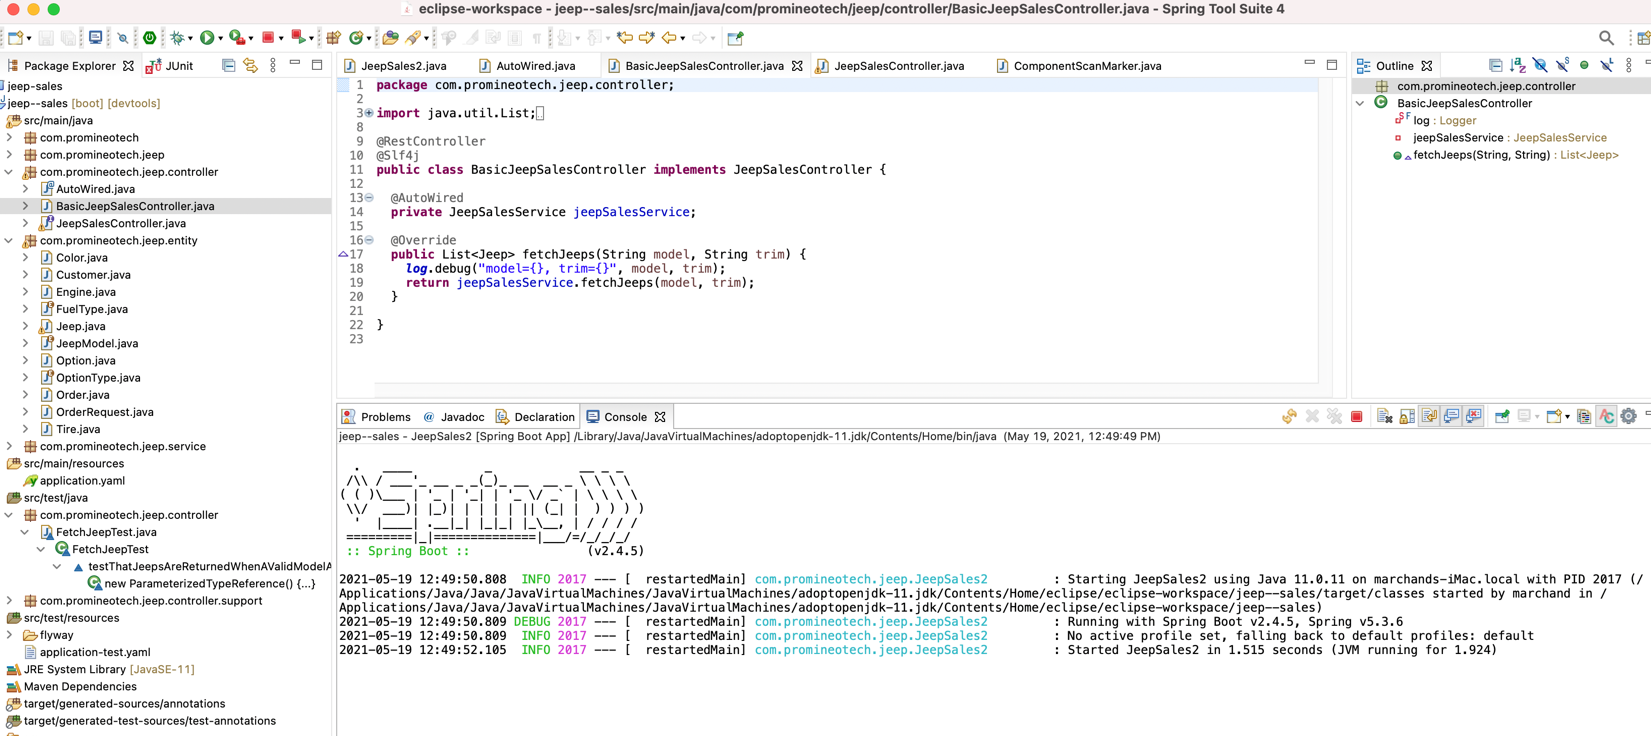 eclipse-workspace - jeep--sales/src/main/java/com/promineotech/jeep/controller/BasicJeepSalesController.java - Spring Tool Suite 4
Package Explorer
JUnit
jeep-sales
jeep--sales [boot] [devtools]
src/main/java
com.promineotech
com.promineotech.jeep
com.promineotech.jeep.controller
AutoWired.java
BasicJeepSalesController.java
JeepSalesController.java
com.promineotech.jeep.entity
Color.java
Customer.java
Engine.java
FuelType.java
Jeep.java
JeepModel.java
Option.java
OptionType.java
Order.java
OrderRequest.java
Tire.java
com.promineotech.jeep.service
src/main/resources
application.yaml
src/test/java
com.promineotech.jeep.controller
FetchJeepTest.java
FetchJeepTest
testThatJeepsAreReturnedWhenAValidModelA
new ParameterizedTypeReference() {...}
com.promineotech.jeep.controller.support
src/test/resources
flyway
application-test.yaml
JRE System Library [JavaSE-11]
Maven Dependencies
target/generated-sources/annotations
target/generated-test-sources/test-annotations
JeepSales2.java
AutoWired.java
BasicJeepSalesController.java
JeepSalesController.java
ComponentScanMarker.java
1 package com.promineotech.jeep.controller;
2
3 import java.util.List;
8
9 @RestController
10 @Slf4j
11 public class BasicJeepSalesController implements JeepSalesController {
12
13 @AutoWired
14 private JeepSalesService jeepSalesService;
15
16 @Override
17 public List<Jeep> fetchJeeps(String model, String trim) {
18 log.debug("model={}, trim={}", model, trim);
19 return jeepSalesService.fetchJeeps(model, trim);
20 }
21
22 }
23
Outline
com.promineotech.jeep.controller
BasicJeepSalesController
log : Logger
jeepSalesService : JeepSalesService
fetchJeeps(String, String) : List<Jeep>
Problems
@ Javadoc
Declaration
Console
jeep--sales - JeepSales2 [Spring Boot App] /Library/Java/JavaVirtualMachines/adoptopenjdk-11.jdk/Contents/Home/bin/java (May 19, 2021, 12:49:49 PM)
:: Spring Boot :: (v2.4.5)
2021-05-19 12:49:50.808 INFO 2017 --- [ restartedMain] com.promineotech.jeep.JeepSales2 : Starting JeepSales2 using Java 11.0.11 on marchands-iMac.local with PID 2017 (/
Applications/Java/Java/JavaVirtualMachines/JavaVirtualMachines/adoptopenjdk-11.jdk/Contents/Home/eclipse/eclipse-workspace/jeep--sales/target/classes started by marchand in /
Applications/Java/Java/JavaVirtualMachines/JavaVirtualMachines/adoptopenjdk-11.jdk/Contents/Home/eclipse/eclipse-workspace/jeep--sales)
2021-05-19 12:49:50.809 DEBUG 2017 --- [ restartedMain] com.promineotech.jeep.JeepSales2 : Running with Spring Boot v2.4.5, Spring v5.3.6
2021-05-19 12:49:50.809 INFO 2017 --- [ restartedMain] com.promineotech.jeep.JeepSales2 : No active profile set, falling back to default profiles: default
2021-05-19 12:49:52.105 INFO 2017 --- [ restartedMain] com.promineotech.jeep.JeepSales2 : Started JeepSales2 in 1.515 seconds (JVM running for 1.924)